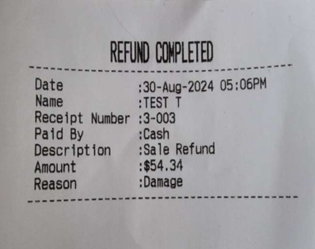 REFUND COMPLETED
Date :30-Aug-2024 05:06PM
Name :TEST T
Receipt Number :3-003
Paid By :Cash
Description :Sale Refund
Amount :$54.34
Reason :Damage